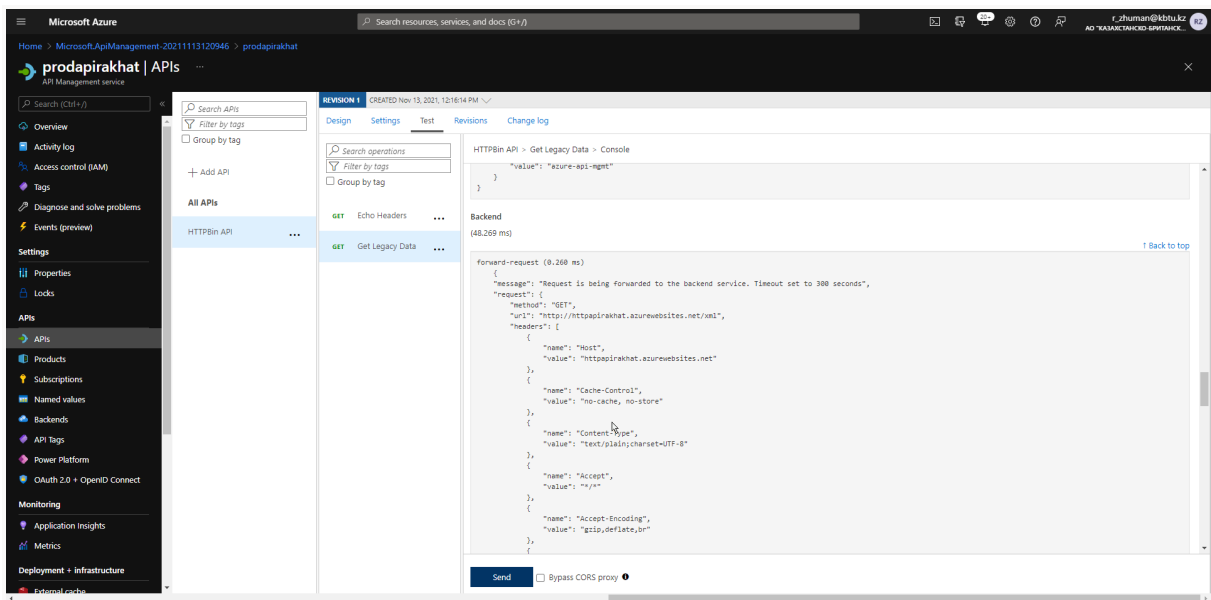 Microsoft Azure
Search resources, services, and docs (G+/)
20+
r_zhuman@kbtu.kz
АО "КАЗАХСТАНСКО-БРИТАНСК...
RZ
Home > Microsoft.ApiManagement-20211113120946 > prodapirakhat
prodapirakhat | APIs ...
API Management service
Search (Ctrl+/)
Overview
Activity log
Access control (IAM)
Tags
Diagnose and solve problems
Events (preview)
Settings
Properties
Locks
APIs
APIs
Products
Subscriptions
Named values
Backends
API Tags
Power Platform
OAuth 2.0 + OpenID Connect
Monitoring
Application Insights
Metrics
Deployment + infrastructure
External cache
Search APIs
Filter by tags
Group by tag
+ Add API
All APIs
HTTPBin API ...
REVISION 1 CREATED Nov 13, 2021, 12:16:14 PM
Design Settings Test Revisions Change log
Search operations
Filter by tags
Group by tag
GET Echo Headers ...
GET Get Legacy Data ...
HTTPBin API > Get Legacy Data > Console
"value": "azure-api-mgmt"
}
}
Backend
(48.269 ms)
↑ Back to top
forward-request (0.260 ms)
{
"message": "Request is being forwarded to the backend service. Timeout set to 300 seconds",
"request": {
"method": "GET",
"url": "http://httpapirakhat.azurewebsites.net/xml",
"headers": [
{
"name": "Host",
"value": "httpapirakhat.azurewebsites.net"
},
{
"name": "Cache-Control",
"value": "no-cache, no-store"
},
{
"name": "Content-Type",
"value": "text/plain;charset=UTF-8"
},
{
"name": "Accept",
"value": "*/*"
},
{
"name": "Accept-Encoding",
"value": "gzip,deflate,br"
},
{
Send
Bypass CORS proxy